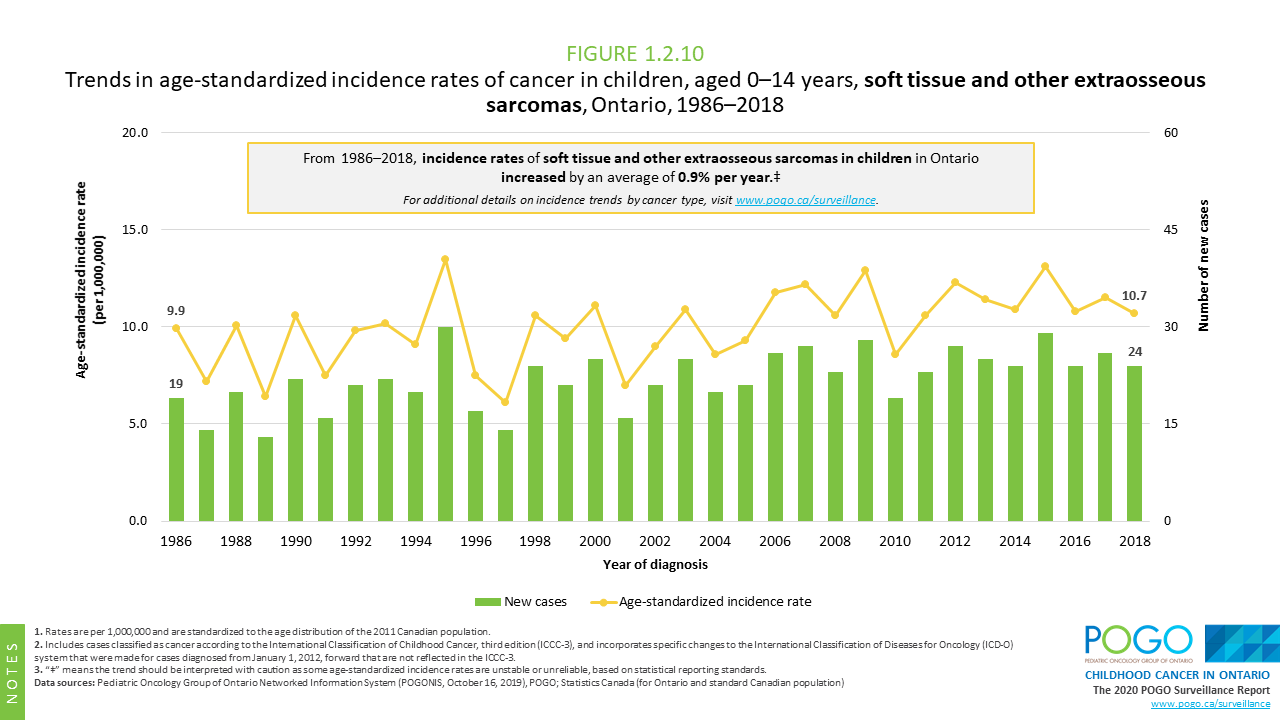 FIGURE 1.2.10
Trends in age-standardized incidence rates of cancer in children, aged 0–14 years, soft tissue and other extraosseous
sarcomas, Ontario, 1986–2018
From 1986–2018, incidence rates of soft tissue and other extraosseous sarcomas in children in Ontario
increased by an average of 0.9% per year.‡
For additional details on incidence trends by cancer type, visit www.pogo.ca/surveillance.
Age-standardized incidence rate
(per 1,000,000)
20.0
15.0
10.0
5.0
0.0
9.9
19
10.7
24
60
45
30
15
0
Number of new cases
1986 1988 1990 1992 1994 1996 1998 2000 2002 2004 2006 2008 2010 2012 2014 2016 2018
Year of diagnosis
New cases Age-standardized incidence rate
NOTES
1. Rates are per 1,000,000 and are standardized to the age distribution of the 2011 Canadian population.
2. Includes cases classified as cancer according to the International Classification of Childhood Cancer, third edition (ICCC-3), and incorporates specific changes to the International Classification of Diseases for Oncology (ICD-O)
system that were made for cases diagnosed from January 1, 2012, forward that are not reflected in the ICCC-3.
3. “‡” means the trend should be interpreted with caution as some age-standardized incidence rates are unstable or unreliable, based on statistical reporting standards.
Data sources: Pediatric Oncology Group of Ontario Networked Information System (POGONIS, October 16, 2019), POGO; Statistics Canada (for Ontario and standard Canadian population)
POGO
PEDIATRIC ONCOLOGY GROUP OF ONTARIO
CHILDHOOD CANCER IN ONTARIO
The 2020 POGO Surveillance Report
www.pogo.ca/surveillance